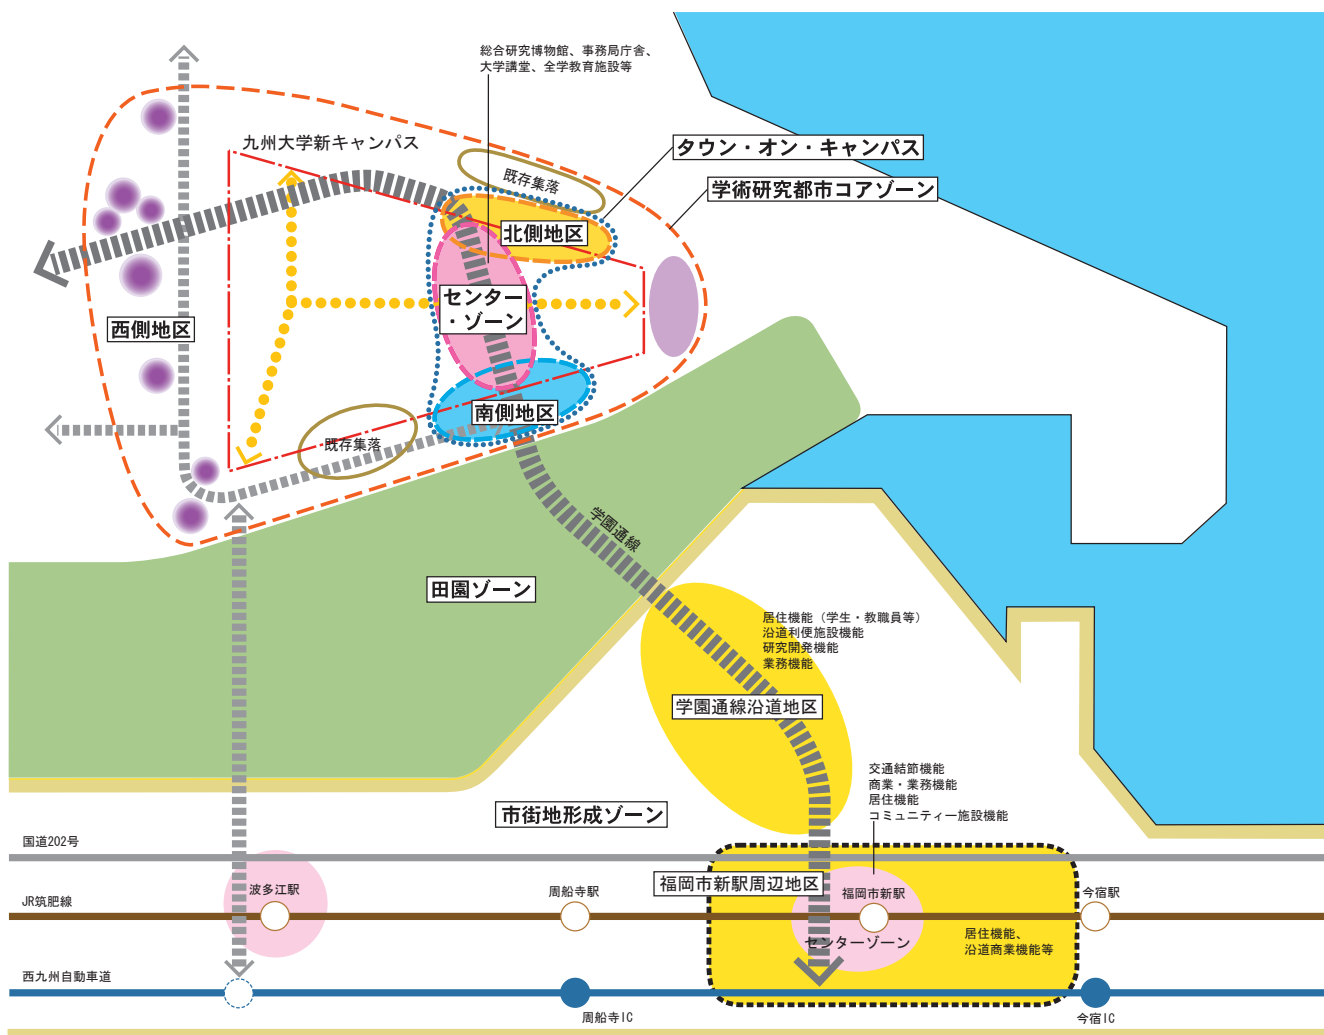 総合研究博物館、事務局庁舎、
大学講堂、全学教育施設等
九州大学新キャンパス
タウン・オン・キャンパス
既存集落
学術研究都市コアゾーン
北側地区
センター
・ゾーン
西側地区
南側地区
既存集落
学園通線
田園ゾーン
居住機能（学生・教職員等）
沿道利便施設機能
研究開発機能
業務機能
学園通線沿道地区
交通結節機能
商業・業務機能
居住機能
コミュニティー施設機能
市街地形成ゾーン
国道202号
福岡市新駅周辺地区
波多江駅
周船寺駅
福岡市新駅
今宿駅
JR筑肥線
センターゾーン
居住機能、
沿道商業機能等
西九州自動車道
周船寺IC
今宿IC